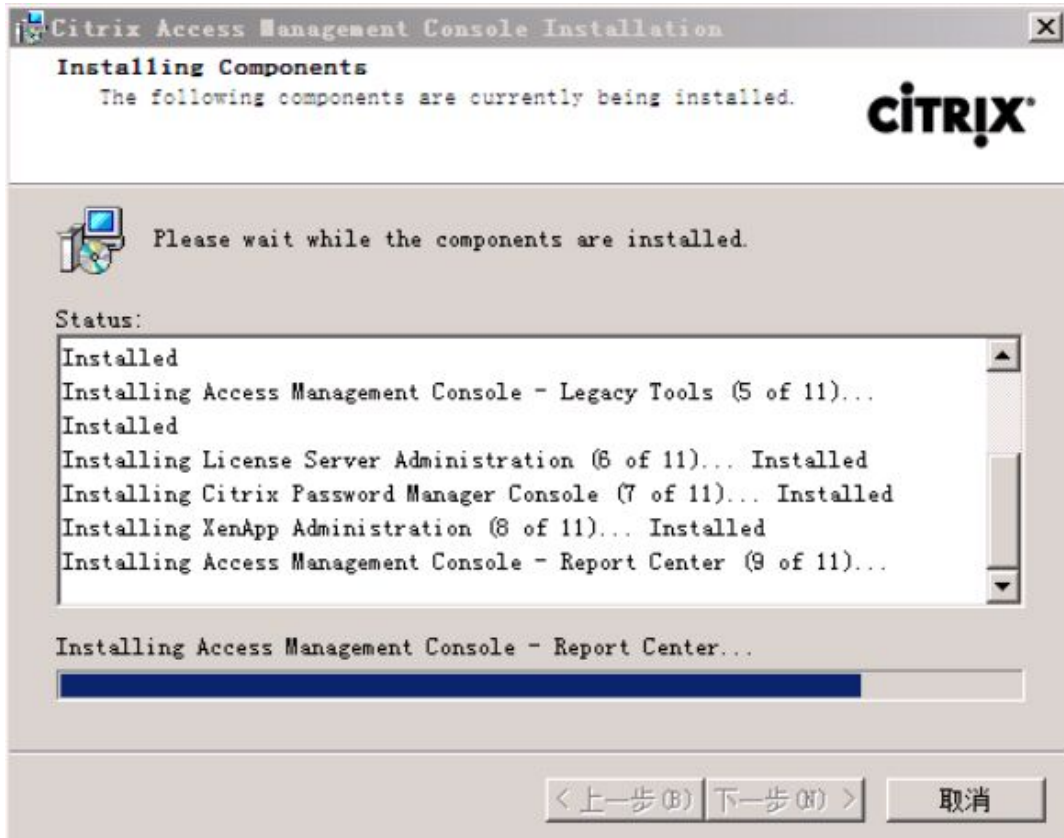 Citrix Access Management Console Installation
Installing Components
The following components are currently being installed.
CITRIX
Please wait while the components are installed.
Status:
Installed
Installing Access Management Console - Legacy Tools (5 of 11)...
Installed
Installing License Server Administration (6 of 11)... Installed
Installing Citrix Password Manager Console (7 of 11)... Installed
Installing XenApp Administration (8 of 11)... Installed
Installing Access Management Console - Report Center (9 of 11)...
Installing Access Management Console - Report Center...
< 上一步(B) 下一步(N) > 取消